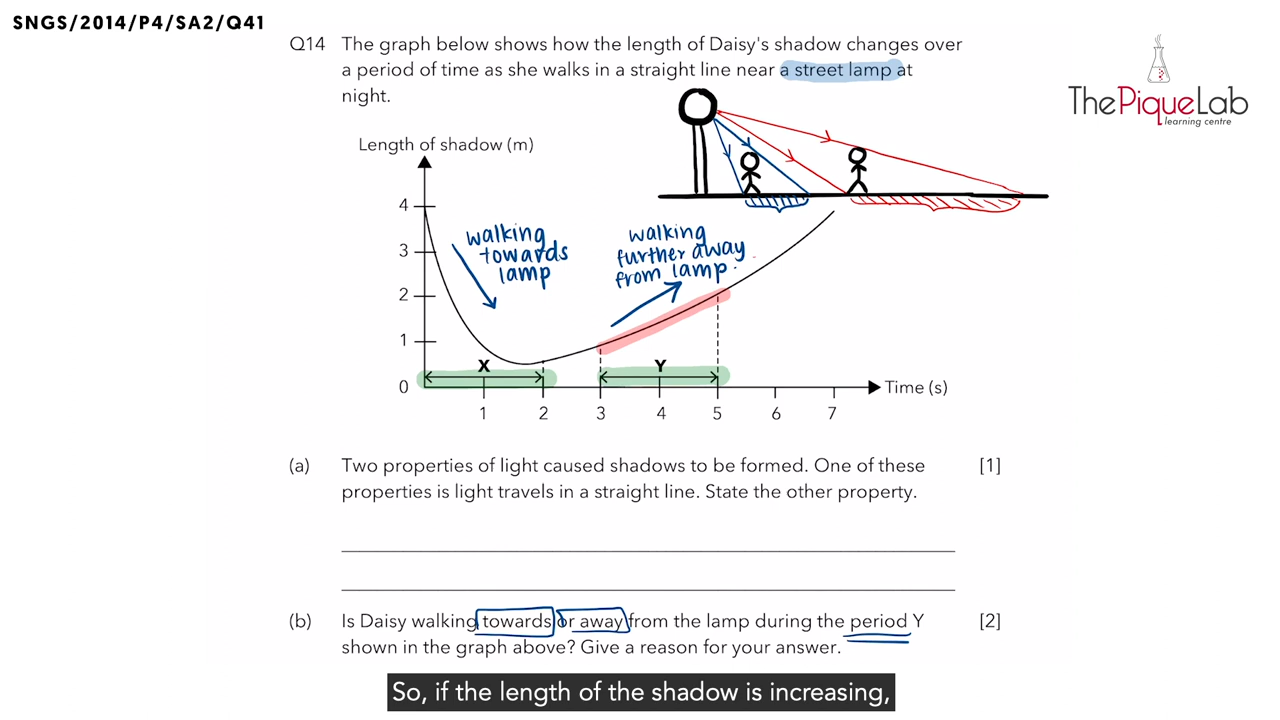 SNGS/2014/P4/SA2/Q41
Q14 The graph below shows how the length of Daisy's shadow changes over
a period of time as she walks in a straight line near a street lamp at
night.
ThePiqueLab
learning centre
Length of shadow (m)
4
3
2
1
0
walking
towards
lamp
walking
further away
from lamp.
X
Y
1 2 3 4 5 6 7
Time (s)
(a) Two properties of light caused shadows to be formed. One of these [1]
properties is light travels in a straight line. State the other property.
(b) Is Daisy walking towards or away from the lamp during the period Y [2]
shown in the graph above? Give a reason for your answer.
So, if the length of the shadow is increasing,